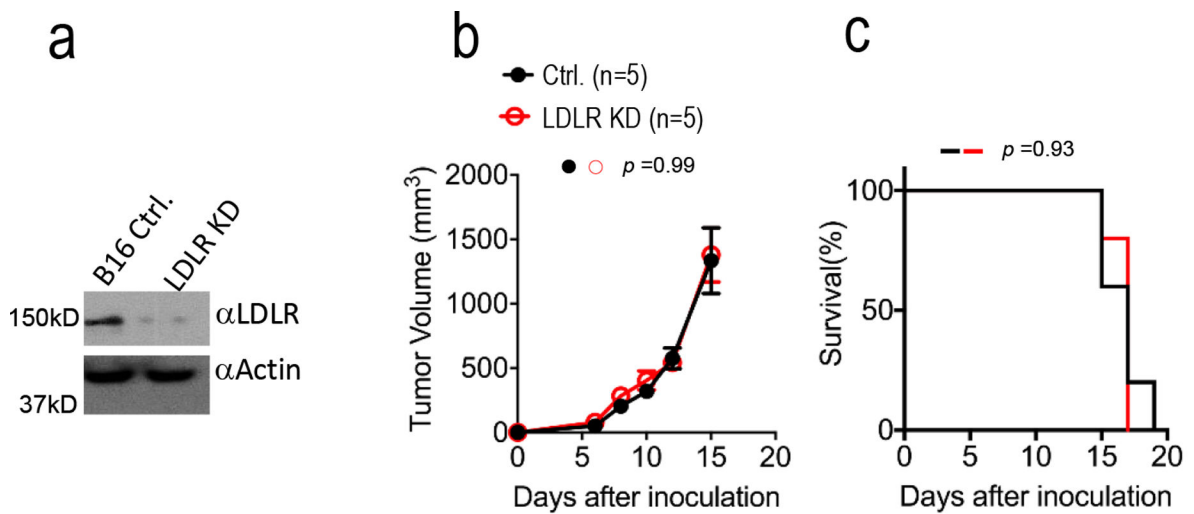 a
B16 Ctrl.
LDLR KD
150kD
αLDLR
αActin
37kD
b
Ctrl. (n=5)
LDLR KD (n=5)
p =0.99
Tumor Volume (mm³)
2000
1500
1000
500
0
0 5 10 15 20
Days after inoculation
c
p =0.93
Survival(%)
100
50
0
0 5 10 15 20
Days after inoculation